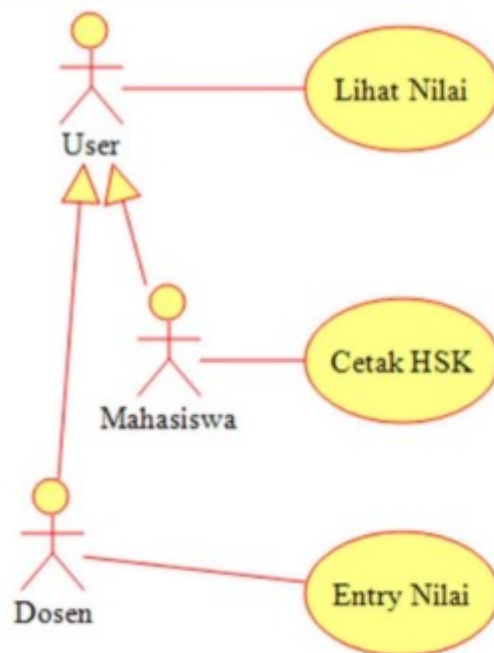 Lihat Nilai
User
Cetak HSK
Mahasiswa
Entry Nilai
Dosen